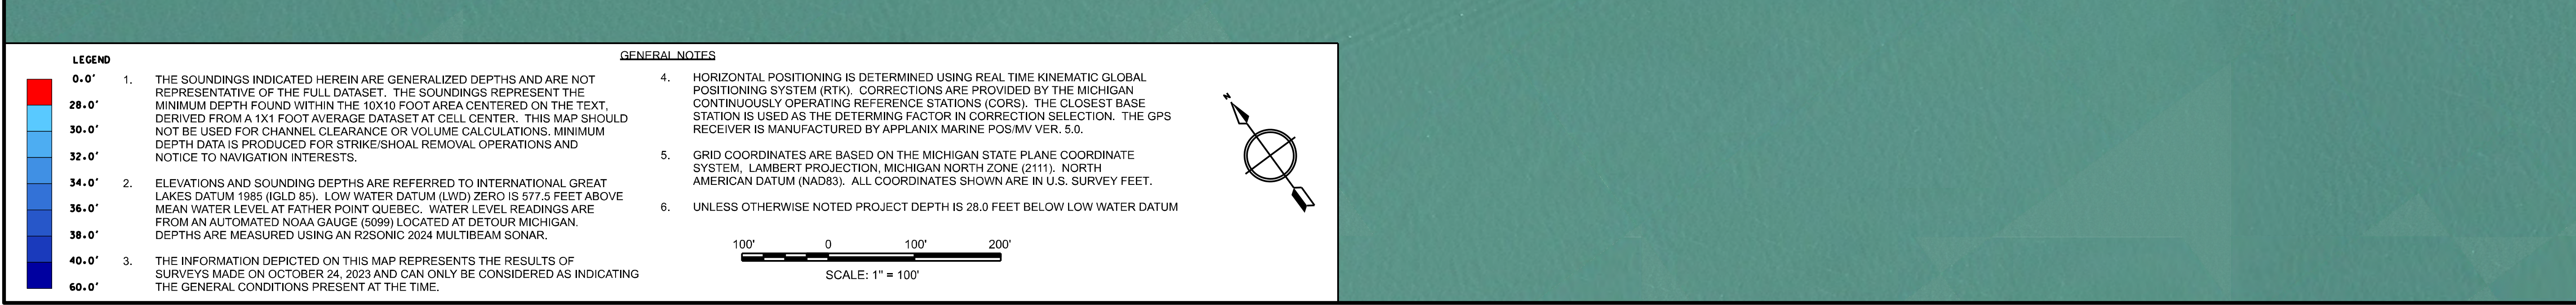 GENERAL NOTES
LEGEND
0.0'
28.0'
30.0'
32.0'
34.0'
36.0'
38.0'
40.0'
60.0'
1. THE SOUNDINGS INDICATED HEREIN ARE GENERALIZED DEPTHS AND ARE NOT
REPRESENTATIVE OF THE FULL DATASET. THE SOUNDINGS REPRESENT THE
MINIMUM DEPTH FOUND WITHIN THE 10X10 FOOT AREA CENTERED ON THE TEXT,
DERIVED FROM A 1X1 FOOT AVERAGE DATASET AT CELL CENTER. THIS MAP SHOULD
NOT BE USED FOR CHANNEL CLEARANCE OR VOLUME CALCULATIONS. MINIMUM
DEPTH DATA IS PRODUCED FOR STRIKE/SHOAL REMOVAL OPERATIONS AND
NOTICE TO NAVIGATION INTERESTS.
2. ELEVATIONS AND SOUNDING DEPTHS ARE REFERRED TO INTERNATIONAL GREAT
LAKES DATUM 1985 (IGLD 85). LOW WATER DATUM (LWD) ZERO IS 577.5 FEET ABOVE
MEAN WATER LEVEL AT FATHER POINT QUEBEC. WATER LEVEL READINGS ARE
FROM AN AUTOMATED NOAA GAUGE (5099) LOCATED AT DETOUR MICHIGAN.
DEPTHS ARE MEASURED USING AN R2SONIC 2024 MULTIBEAM SONAR.
3. THE INFORMATION DEPICTED ON THIS MAP REPRESENTS THE RESULTS OF
SURVEYS MADE ON OCTOBER 24, 2023 AND CAN ONLY BE CONSIDERED AS INDICATING
THE GENERAL CONDITIONS PRESENT AT THE TIME.
4. HORIZONTAL POSITIONING IS DETERMINED USING REAL TIME KINEMATIC GLOBAL
POSITIONING SYSTEM (RTK). CORRECTIONS ARE PROVIDED BY THE MICHIGAN
CONTINUOUSLY OPERATING REFERENCE STATIONS (CORS). THE CLOSEST BASE
STATION IS USED AS THE DETERMING FACTOR IN CORRECTION SELECTION. THE GPS
RECEIVER IS MANUFACTURED BY APPLANIX MARINE POS/MV VER. 5.0.
5. GRID COORDINATES ARE BASED ON THE MICHIGAN STATE PLANE COORDINATE
SYSTEM, LAMBERT PROJECTION, MICHIGAN NORTH ZONE (2111). NORTH
AMERICAN DATUM (NAD83). ALL COORDINATES SHOWN ARE IN U.S. SURVEY FEET.
6. UNLESS OTHERWISE NOTED PROJECT DEPTH IS 28.0 FEET BELOW LOW WATER DATUM
100' 0 100' 200'
SCALE: 1" = 100'
N